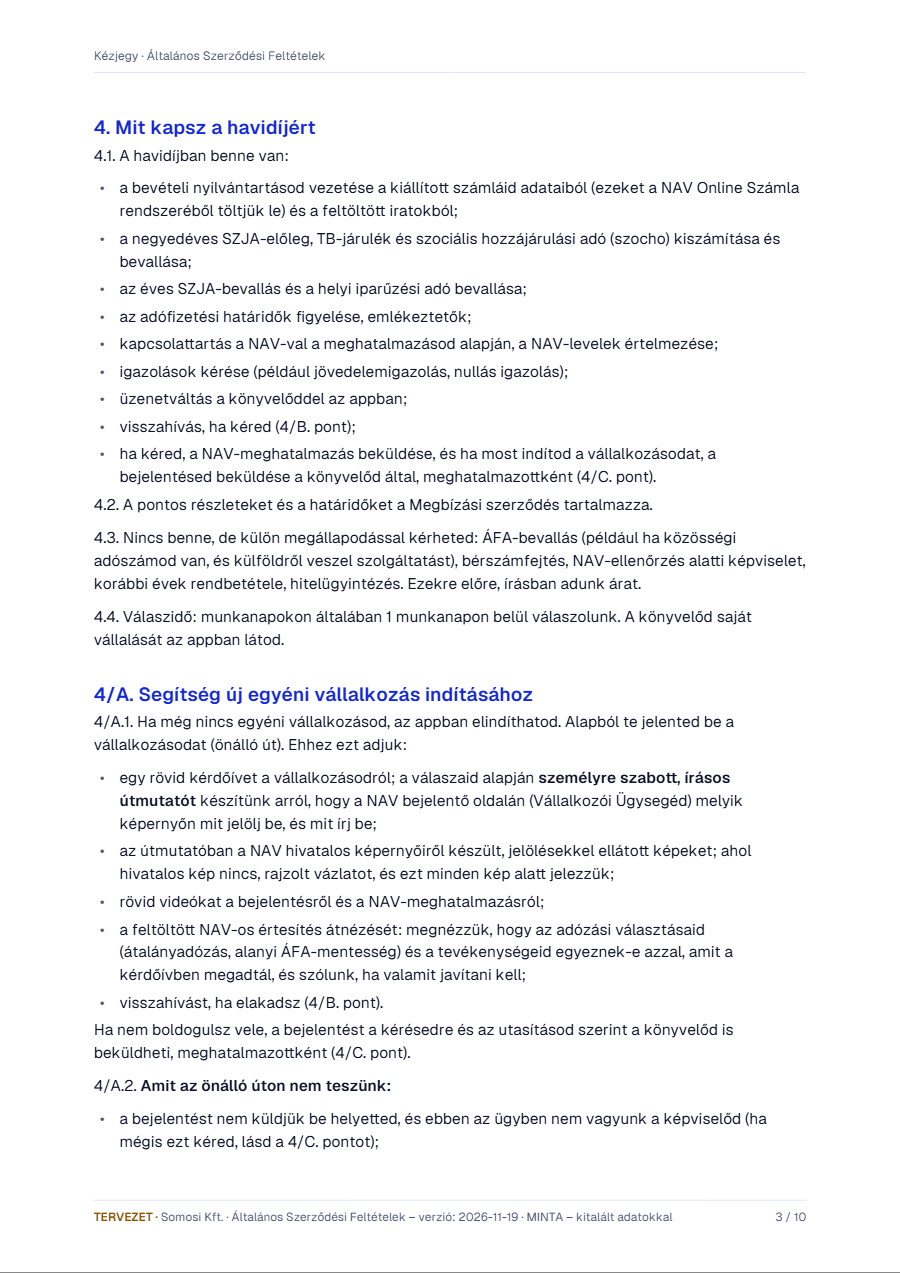 Kézjegy · Általános Szerződési Feltételek
4. Mit kapsz a havidíjért
4.1. A havidíjban benne van:
• a bevételi nyilvántartásod vezetése a kiállított számláid adataiból (ezeket a NAV Online Számla
rendszeréből töltjük le) és a feltöltött iratokból;
• a negyedéves SZJA-előleg, TB-járulék és szociális hozzájárulási adó (szocho) kiszámítása és
bevallása;
• az éves SZJA-bevallás és a helyi iparűzési adó bevallása;
• az adófizetési határidők figyelése, emlékeztetők;
• kapcsolattartás a NAV-val a meghatalmazásod alapján, a NAV-levelek értelmezése;
• igazolások kérése (például jövedelemigazolás, nullás igazolás);
• üzenetváltás a könyvelőddel az appban;
• visszahívás, ha kéred (4/B. pont);
• ha kéred, a NAV-meghatalmazás beküldése, és ha most indítod a vállalkozásodat, a
bejelentésed beküldése a könyvelőd által, meghatalmazottként (4/C. pont).
4.2. A pontos részleteket és a határidőket a Megbízási szerződés tartalmazza.
4.3. Nincs benne, de külön megállapodással kérheted: ÁFA-bevallás (például ha közösségi
adószámod van, és külföldről veszel szolgáltatást), bérszámfejtés, NAV-ellenőrzés alatti képviselet,
korábbi évek rendbetétele, hitelügyintézés. Ezekre előre, írásban adunk árat.
4.4. Válaszidő: munkanapokon általában 1 munkanapon belül válaszolunk. A könyvelőd saját
vállalását az appban látod.
4/A. Segítség új egyéni vállalkozás indításához
4/A.1. Ha még nincs egyéni vállalkozásod, az appban elindíthatod. Alapból te jelented be a
vállalkozásodat (önálló út). Ehhez ezt adjuk:
• egy rövid kérdőívet a vállalkozásodról; a válaszaid alapján személyre szabott, írásos
útmutatót készítünk arról, hogy a NAV bejelentő oldalán (Vállalkozói Ügysegéd) melyik
képernyőn mit jelölj be, és mit írj be;
• az útmutatóban a NAV hivatalos képernyőiről készült, jelölésekkel ellátott képeket; ahol
hivatalos kép nincs, rajzolt vázlatot, és ezt minden kép alatt jelezzük;
• rövid videókat a bejelentésről és a NAV-meghatalmazásról;
• a feltöltött NAV-os értesítés átnézését: megnézzük, hogy az adózási választásaid
(átalányadózás, alanyi ÁFA-mentesség) és a tevékenységeid egyeznek-e azzal, amit a
kérdőívben megadtál, és szólunk, ha valamit javítani kell;
• visszahívást, ha elakadsz (4/B. pont).
Ha nem boldogulsz vele, a bejelentést a kérésedre és az utasításod szerint a könyvelőd is
beküldheti, meghatalmazottként (4/C. pont).
4/A.2. Amit az önálló úton nem teszünk:
• a bejelentést nem küldjük be helyetted, és ebben az ügyben nem vagyunk a képviselőd (ha
mégis ezt kéred, lásd a 4/C. pontot);
TERVEZET · Somosi Kft. · Általános Szerződési Feltételek – verzió: 2026-11-19 · MINTA – kitalált adatokkal
3 / 10